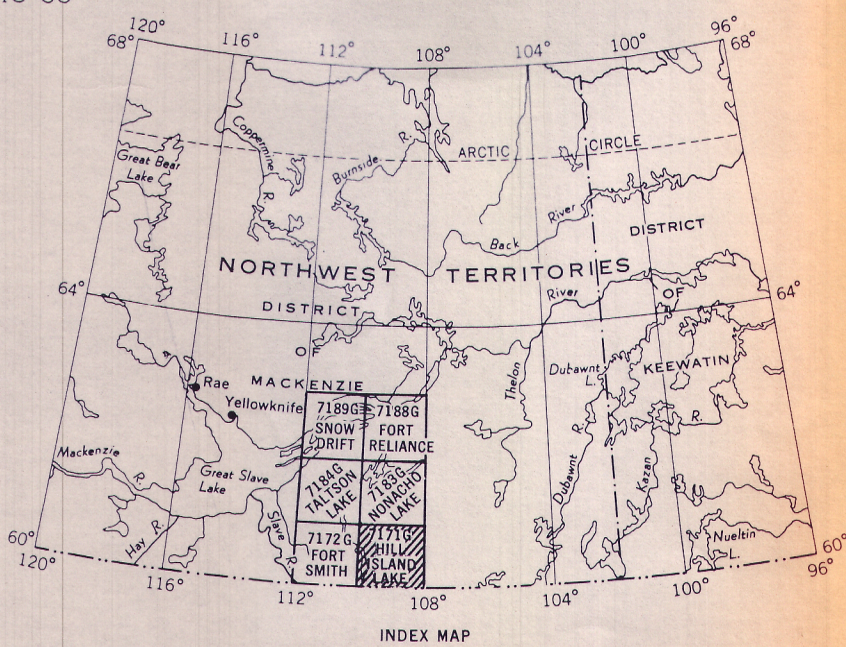 120°
116°
112°
108°
104°
100°
96°
68°
68°
Coppermine
R.
Great Bear
Lake
Burnside
R.
ARCTIC CIRCLE
Back
River
DISTRICT
NORTHWEST TERRITORIES
64°
DISTRICT
River
OF
64°
OF
Rae
MACKENZIE
Yellowknife
Thelon
Dubawnt
L.
KEEWATIN
7189G
SNOW
DRIFT
7188G
FORT
RELIANCE
R.
Mackenzie
R.
Great Slave
Lake
7184G
TALTSON
LAKE
7183G
NONACHO
LAKE
Dubawnt
R.
Kazan
Hay R.
Slave
R.
7172G
FORT
SMITH
7171G
HILL
ISLAND
LAKE
Nueltin
L.
60°
60°
120°
116°
112°
108°
104°
100°
96°
INDEX MAP